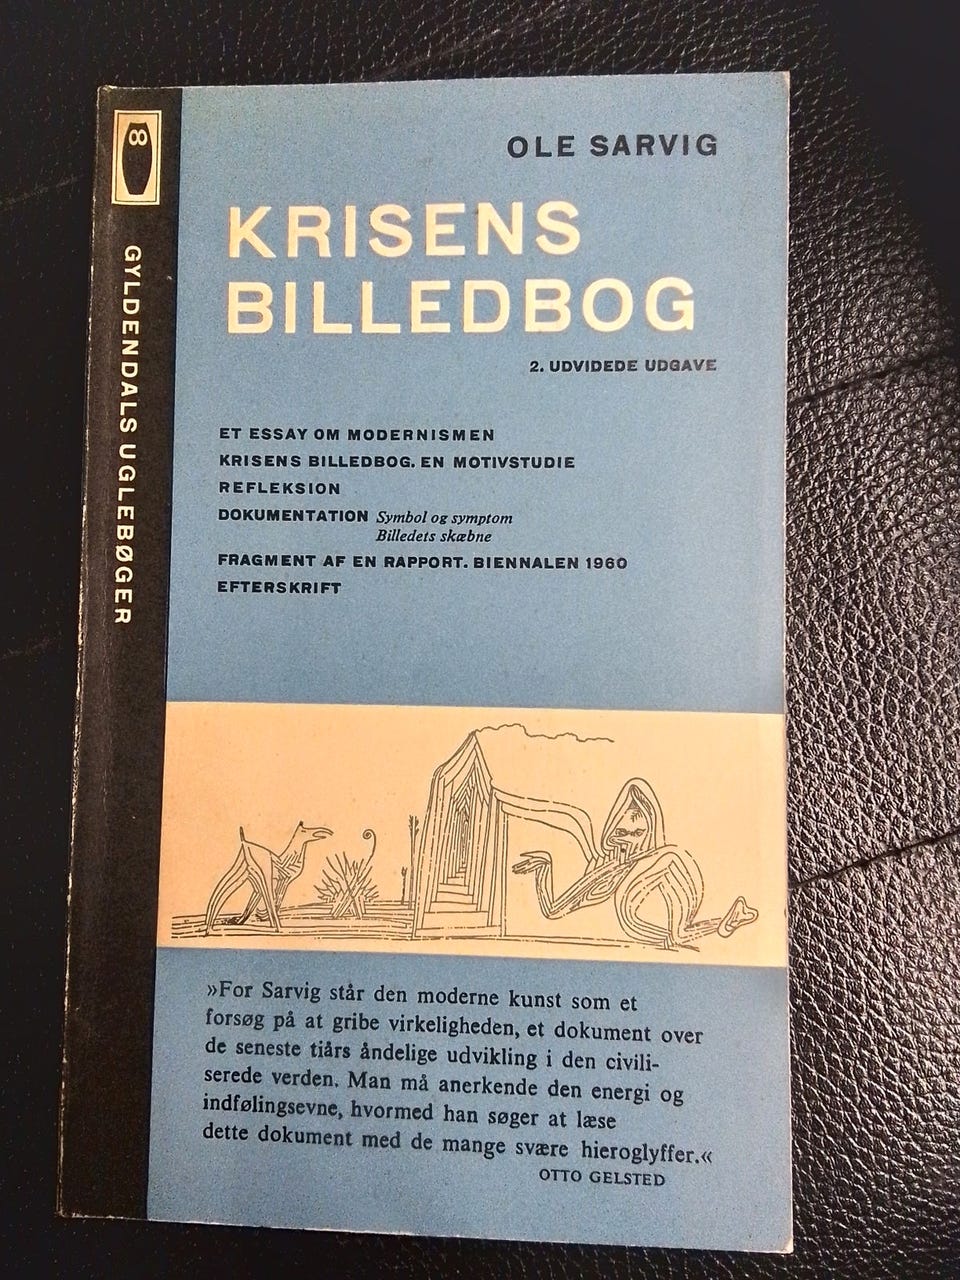 8
GYLDENDALS UGLEBØGER
OLE SARVIG
KRISENS
BILLEDBOG
2. UDVIDEDE UDGAVE
ET ESSAY OM MODERNISMEN
KRISENS BILLEDBOG. EN MOTIVSTUDIE
REFLEKSION
DOKUMENTATION Symbol og symptom
Billedets skæbne
FRAGMENT AF EN RAPPORT. BIENNALEN 1960
EFTERSKRIFT
»For Sarvig står den moderne kunst som et
forsøg på at gribe virkeligheden, et dokument over
de seneste tiårs åndelige udvikling i den civili-
serede verden. Man må anerkende den energi og
indfølingsevne, hvormed han søger at læse
dette dokument med de mange svære hieroglyffer.«
OTTO GELSTED